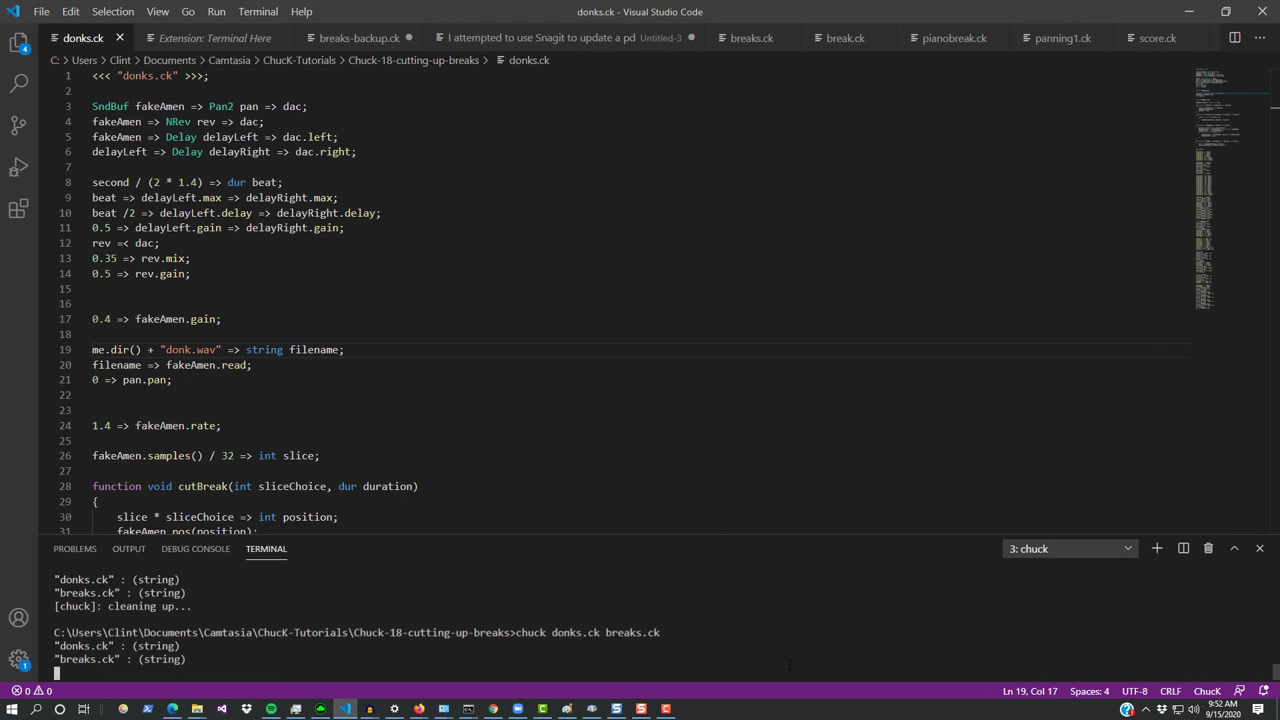 File Edit Selection View Go Run Terminal Help donks.ck - Visual Studio Code
donks.ck Extension: Terminal Here breaks-backup.ck I attempted to use Snagit to update a pd Untitled-3 breaks.ck break.ck pianobreak.ck panning1.ck score.ck
C: > Users > Clint > Documents > Camtasia > ChucK-Tutorials > Chuck-18-cutting-up-breaks > donks.ck
1 <<< "donks.ck" >>>;
2
3 SndBuf fakeAmen => Pan2 pan => dac;
4 fakeAmen => NRev rev => dac;
5 fakeAmen => Delay delayLeft => dac.left;
6 delayLeft => Delay delayRight => dac.right;
7
8 second / (2 * 1.4) => dur beat;
9 beat => delayLeft.max => delayRight.max;
10 beat /2 => delayLeft.delay => delayRight.delay;
11 0.5 => delayLeft.gain => delayRight.gain;
12 rev =< dac;
13 0.35 => rev.mix;
14 0.5 => rev.gain;
15
16
17 0.4 => fakeAmen.gain;
18
19 me.dir() + "donk.wav" => string filename;
20 filename => fakeAmen.read;
21 0 => pan.pan;
22
23
24 1.4 => fakeAmen.rate;
25
26 fakeAmen.samples() / 32 => int slice;
27
28 function void cutBreak(int sliceChoice, dur duration)
29 {
30 slice * sliceChoice => int position;
31 fakeAmen.pos(position);
PROBLEMS OUTPUT DEBUG CONSOLE TERMINAL 3: chuck
"donks.ck" : (string)
"breaks.ck" : (string)
[chuck]: cleaning up...
C:\Users\Clint\Documents\Camtasia\ChucK-Tutorials\Chuck-18-cutting-up-breaks>chuck donks.ck breaks.ck
"donks.ck" : (string)
"breaks.ck" : (string)
0 0 Ln 19, Col 17 Spaces: 4 UTF-8 CRLF ChucK
9:52 AM
9/15/2020
4
1